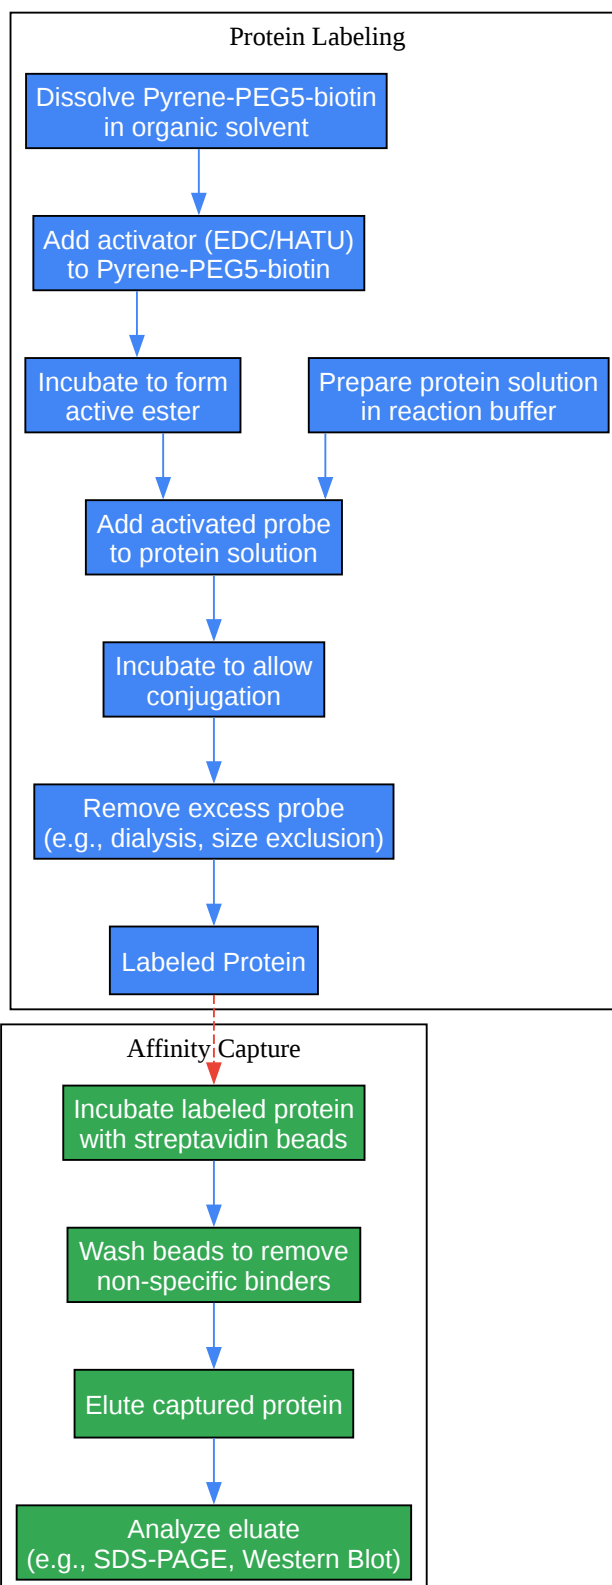 Protein Labeling
Dissolve Pyrene-PEG5-biotin
in organic solvent
Add activator (EDC/HATU)
to Pyrene-PEG5-biotin
Incubate to form
active ester
Prepare protein solution
in reaction buffer
Add activated probe
to protein solution
Incubate to allow
conjugation
Remove excess probe
(e.g., dialysis, size exclusion)
Labeled Protein
Affinity Capture
Incubate labeled protein
with streptavidin beads
Wash beads to remove
non-specific binders
Elute captured protein
Analyze eluate
(e.g., SDS-PAGE, Western Blot)